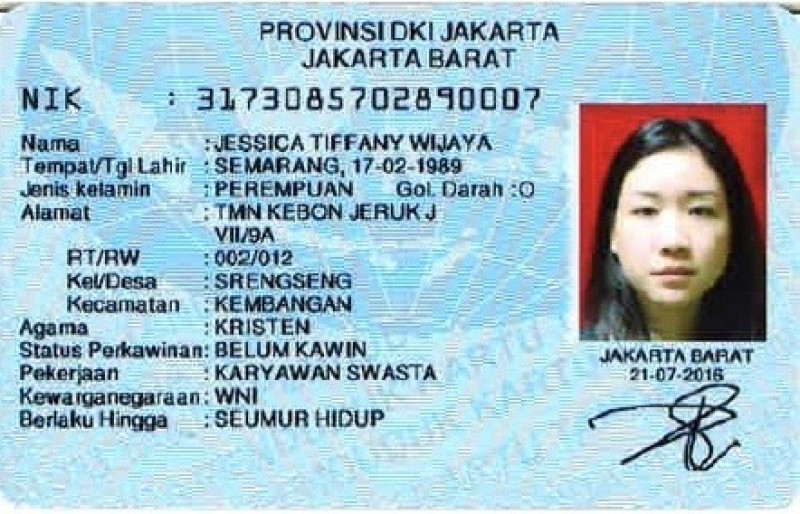 PROVINSI DKI JAKARTA
JAKARTA BARAT
NIK : 3173085702890007
Nama : JESSICA TIFFANY WIJAYA
Tempat/Tgl Lahir : SEMARANG, 17-02-1989
Jenis kelamin : PEREMPUAN Gol. Darah : O
Alamat : TMN KEBON JERUK J
VII/9A
RT/RW : 002/012
Kel/Desa : SRENGSENG
Kecamatan : KEMBANGAN
Agama : KRISTEN
Status Perkawinan : BELUM KAWIN
Pekerjaan : KARYAWAN SWASTA
Kewarganegaraan : WNI
Berlaku Hingga : SEUMUR HIDUP
JAKARTA BARAT
21-07-2016